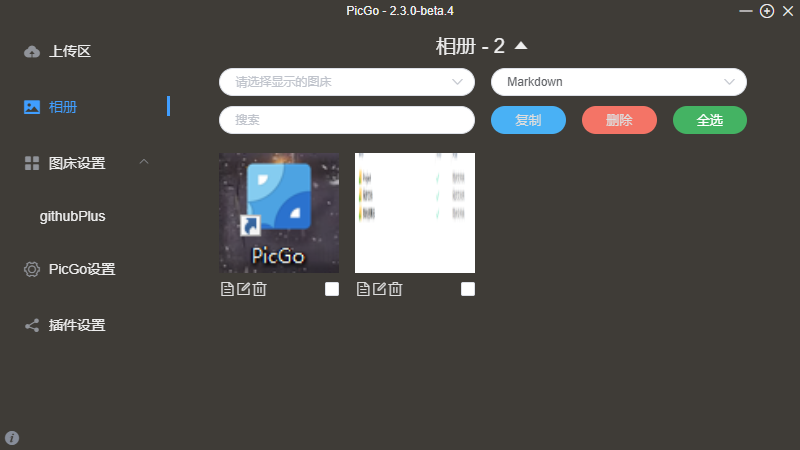 PicGo - 2.3.0-beta.4
上传区
相册
图床设置
githubPlus
PicGo设置
插件设置
相册 - 2
请选择显示的图床
Markdown
搜索
复制
删除
全选
PicGo